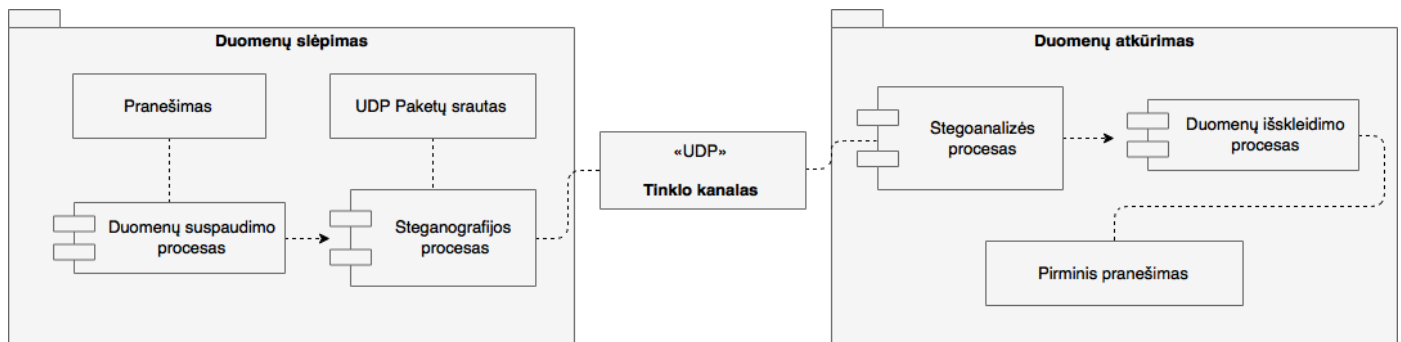 Duomenų slėpimas
Pranešimas
UDP Paketų srautas
Duomenų suspaudimo
procesas
Steganografijos
procesas
«UDP»
Tinklo kanalas
Duomenų atkūrimas
Stegoanalizės
procesas
Duomenų išskleidimo
procesas
Pirminis pranešimas